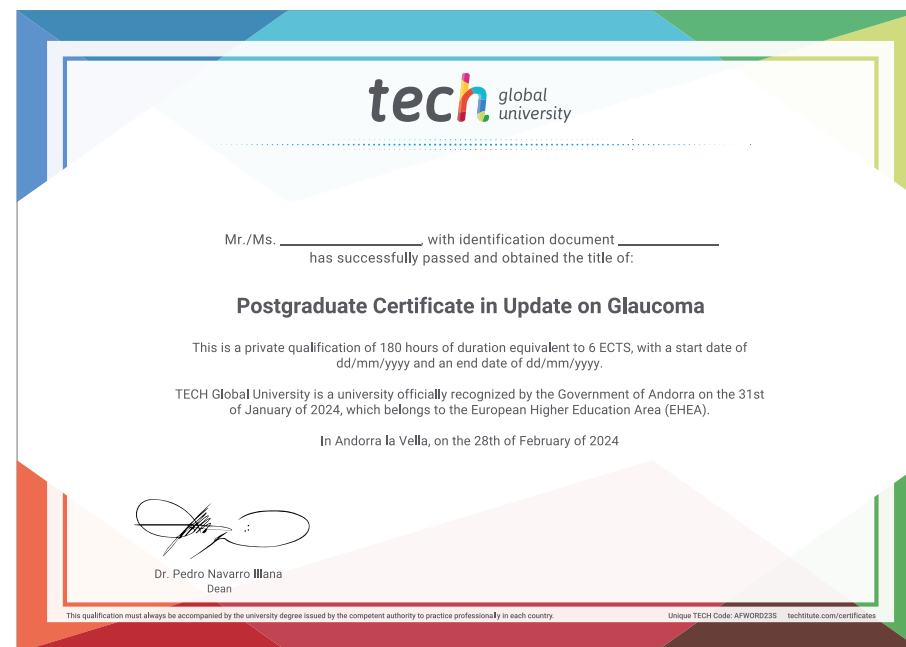 tech global university
Mr./Ms. ____________________, with identification document ______________
has successfully passed and obtained the title of:
Postgraduate Certificate in Update on Glaucoma
This is a private qualification of 180 hours of duration equivalent to 6 ECTS, with a start date of
dd/mm/yyyy and an end date of dd/mm/yyyy.
TECH Global University is a university officially recognized by the Government of Andorra on the 31st
of January of 2024, which belongs to the European Higher Education Area (EHEA).
In Andorra la Vella, on the 28th of February of 2024
Dr. Pedro Navarro Illana
Dean
This qualification must always be accompanied by the university degree issued by the competent authority to practice professionally in each country.
Unique TECH Code: AFWORD23S techtitute.com/certificates